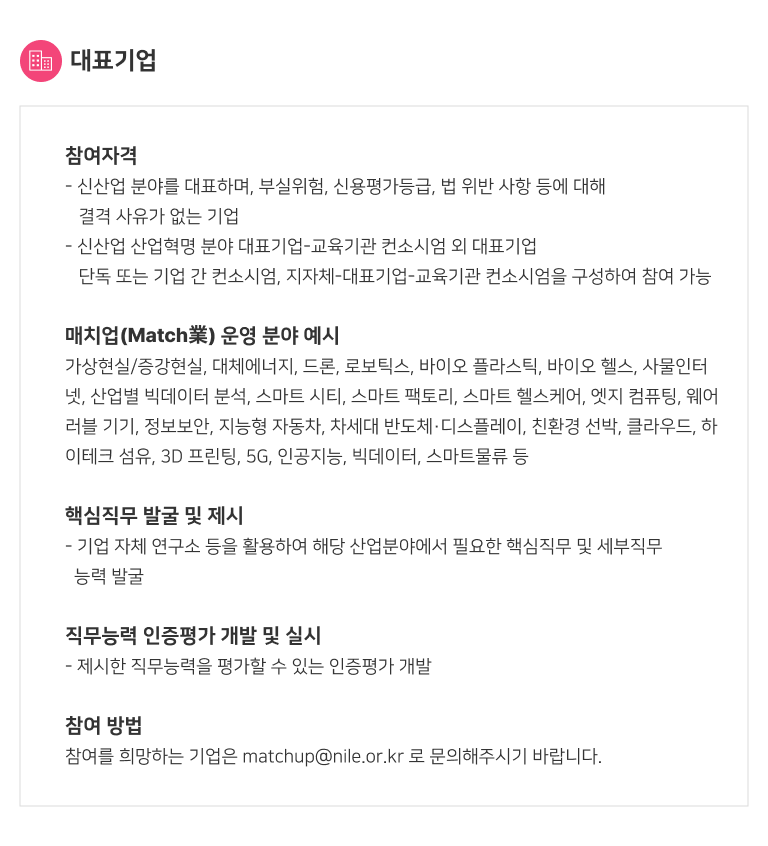 대표기업
참여자격
- 신산업 분야를 대표하며, 부실위험, 신용평가등급, 법 위반 사항 등에 대해
결격 사유가 없는 기업
- 신산업 산업혁명 분야 대표기업-교육기관 컨소시엄 외 대표기업
단독 또는 기업 간 컨소시엄, 지자체-대표기업-교육기관 컨소시엄을 구성하여 참여 가능
매치업(Match業) 운영 분야 예시
가상현실/증강현실, 대체에너지, 드론, 로보틱스, 바이오 플라스틱, 바이오 헬스, 사물인터
넷, 산업별 빅데이터 분석, 스마트 시티, 스마트 팩토리, 스마트 헬스케어, 엣지 컴퓨팅, 웨어
러블 기기, 정보보안, 지능형 자동차, 차세대 반도체·디스플레이, 친환경 선박, 클라우드, 하
이테크 섬유, 3D 프린팅, 5G, 인공지능, 빅데이터, 스마트물류 등
핵심직무 발굴 및 제시
- 기업 자체 연구소 등을 활용하여 해당 산업분야에서 필요한 핵심직무 및 세부직무
능력 발굴
직무능력 인증평가 개발 및 실시
- 제시한 직무능력을 평가할 수 있는 인증평가 개발
참여 방법
참여를 희망하는 기업은 matchup@nile.or.kr 로 문의해주시기 바랍니다.